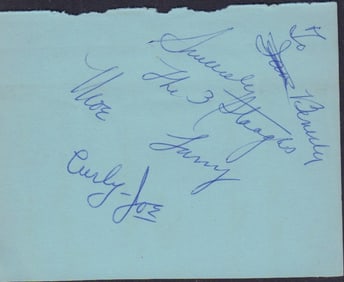 To
Beverly
Sincerely
The 3 Stooges
Moe
Larry
Curly-Joe